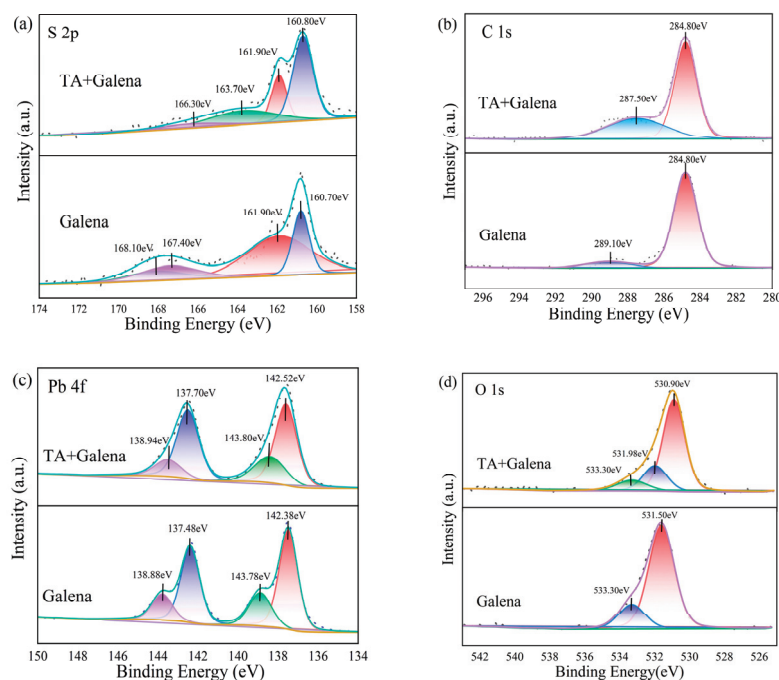 (a)
S 2p
TA+Galena
160.80eV
161.90eV
163.70eV
166.30eV
Galena
160.70eV
161.90eV
167.40eV
168.10eV
Intensity (a.u.)
174 172 170 168 166 164 162 160 158
Binding Energy (eV)
(b)
C 1s
284.80eV
TA+Galena
287.50eV
284.80eV
Galena
289.10eV
Intensity (a.u.)
296 294 292 290 288 286 284 282 280
Binding Energy (eV)
(c)
Pb 4f
142.52eV
137.70eV
TA+Galena
138.94eV
143.80eV
142.38eV
137.48eV
138.88eV
143.78eV
Galena
Intensity (a.u.)
150 148 146 144 142 140 138 136 134
Binding Energy (eV)
(d)
O 1s
530.90eV
531.98eV
TA+Galena
533.30eV
531.50eV
533.30eV
Galena
Intensity (a.u.)
542 540 538 536 534 532 530 528 526
Binding Energy(eV)